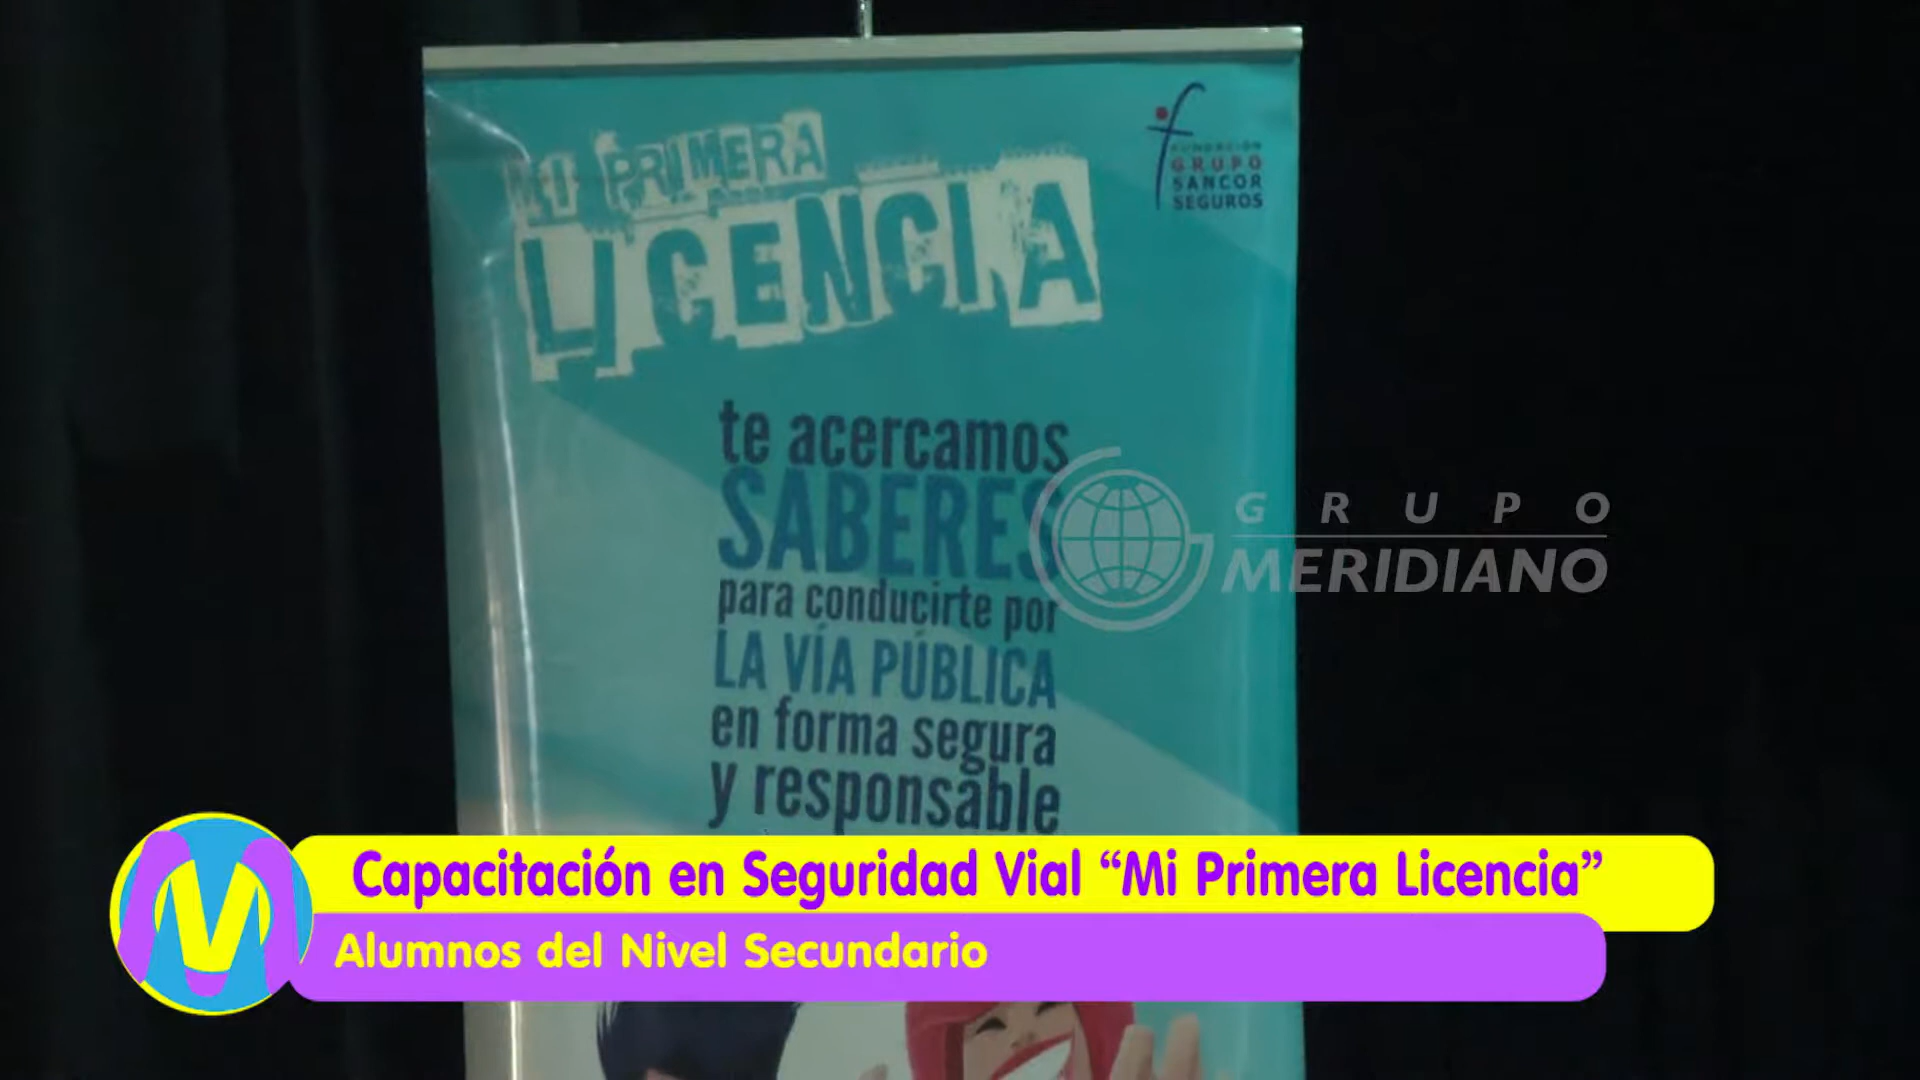 MI PRIMERA
LICENCIA
FUNDACIÓN
GRUPO
SANCOR
SEGUROS
te acercamos
SABERES
para conducirte por
LA VÍA PÚBLICA
en forma segura
y responsable
GRUPO
MERIDIANO
Capacitación en Seguridad Vial “Mi Primera Licencia”
Alumnos del Nivel Secundario